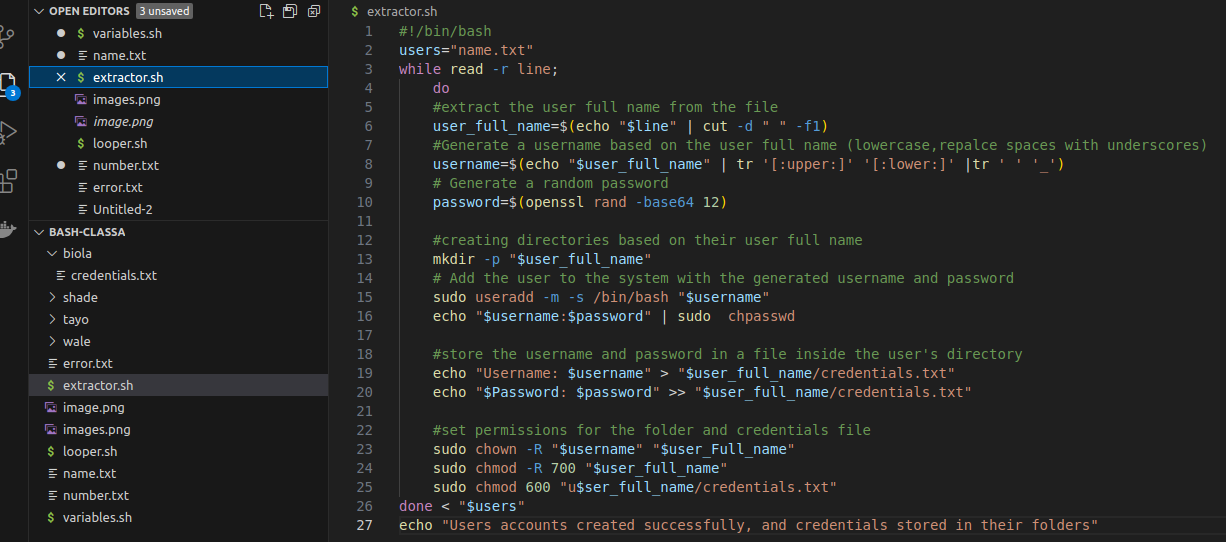 OPEN EDITORS 3 unsaved
$ variables.sh
name.txt
$ extractor.sh
images.png
image.png
$ looper.sh
number.txt
error.txt
Untitled-2
3
BASH-CLASSA
biola
credentials.txt
shade
tayo
wale
error.txt
$ extractor.sh
image.png
images.png
$ looper.sh
name.txt
number.txt
$ variables.sh
$ extractor.sh
1 #!/bin/bash
2 users="name.txt"
3 while read -r line;
4 do
5 #extract the user full name from the file
6 user_full_name=$(echo "$line" | cut -d " " -f1)
7 #Generate a username based on the user full name (lowercase,repalce spaces with underscores)
8 username=$(echo "$user_full_name" | tr '[:upper:]' '[:lower:]' |tr ' ' '_')
9 # Generate a random password
10 password=$(openssl rand -base64 12)
11
12 #creating directories based on their user full name
13 mkdir -p "$user_full_name"
14 # Add the user to the system with the generated username and password
15 sudo useradd -m -s /bin/bash "$username"
16 echo "$username:$password" | sudo  chpasswd
17
18 #store the username and password in a file inside the user's directory
19 echo "Username: $username" > "$user_full_name/credentials.txt"
20 echo "$Password: $password" >> "$user_full_name/credentials.txt"
21
22 #set permissions for the folder and credentials file
23 sudo chown -R "$username" "$user_Full_name"
24 sudo chmod -R 700 "$user_full_name"
25 sudo chmod 600 "u$ser_full_name/credentials.txt"
26 done < "$users"
27 echo "Users accounts created successfully, and credentials stored in their folders"